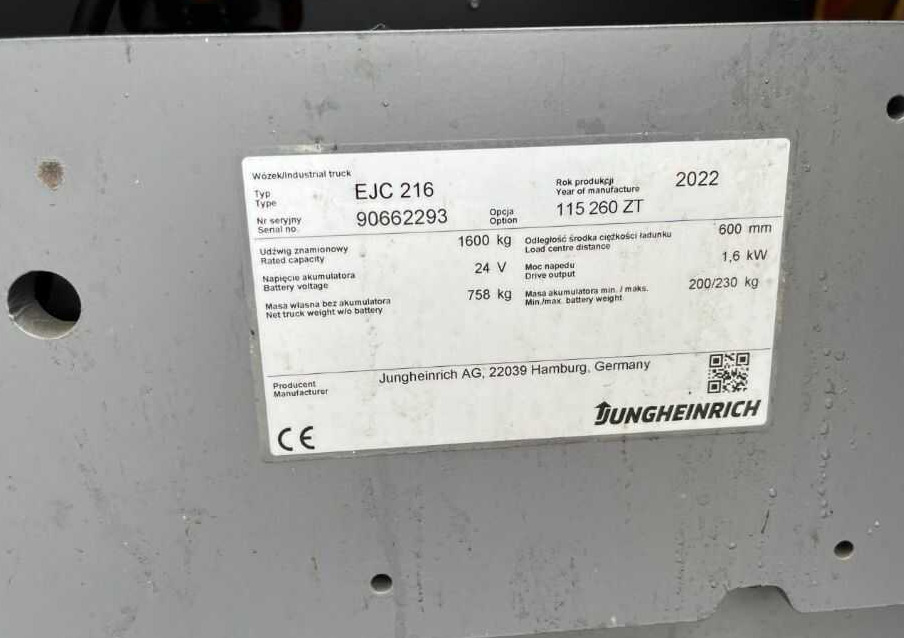 Wózek/Industrial truck
Typ
Type
EJC 216
Rok produkcji
Year of manufacture
2022
Nr seryjny
Serial no.
90662293
Opcja
Option
115 260 ZT
Udźwig znamionowy
Rated capacity
1600 kg
Odległość środka ciężkości ładunku
Load centre distance
600 mm
Napięcie akumulatora
Battery voltage
24 V
Moc napędu
Drive output
1,6 kW
Masa własna bez akumulatora
Net truck weight w/o battery
758 kg
Masa akumulatora min. / maks.
Min./max. battery weight
200/230 kg
Producent
Manufacturer
Jungheinrich AG, 22039 Hamburg, Germany
JUNGHEINRICH
CE